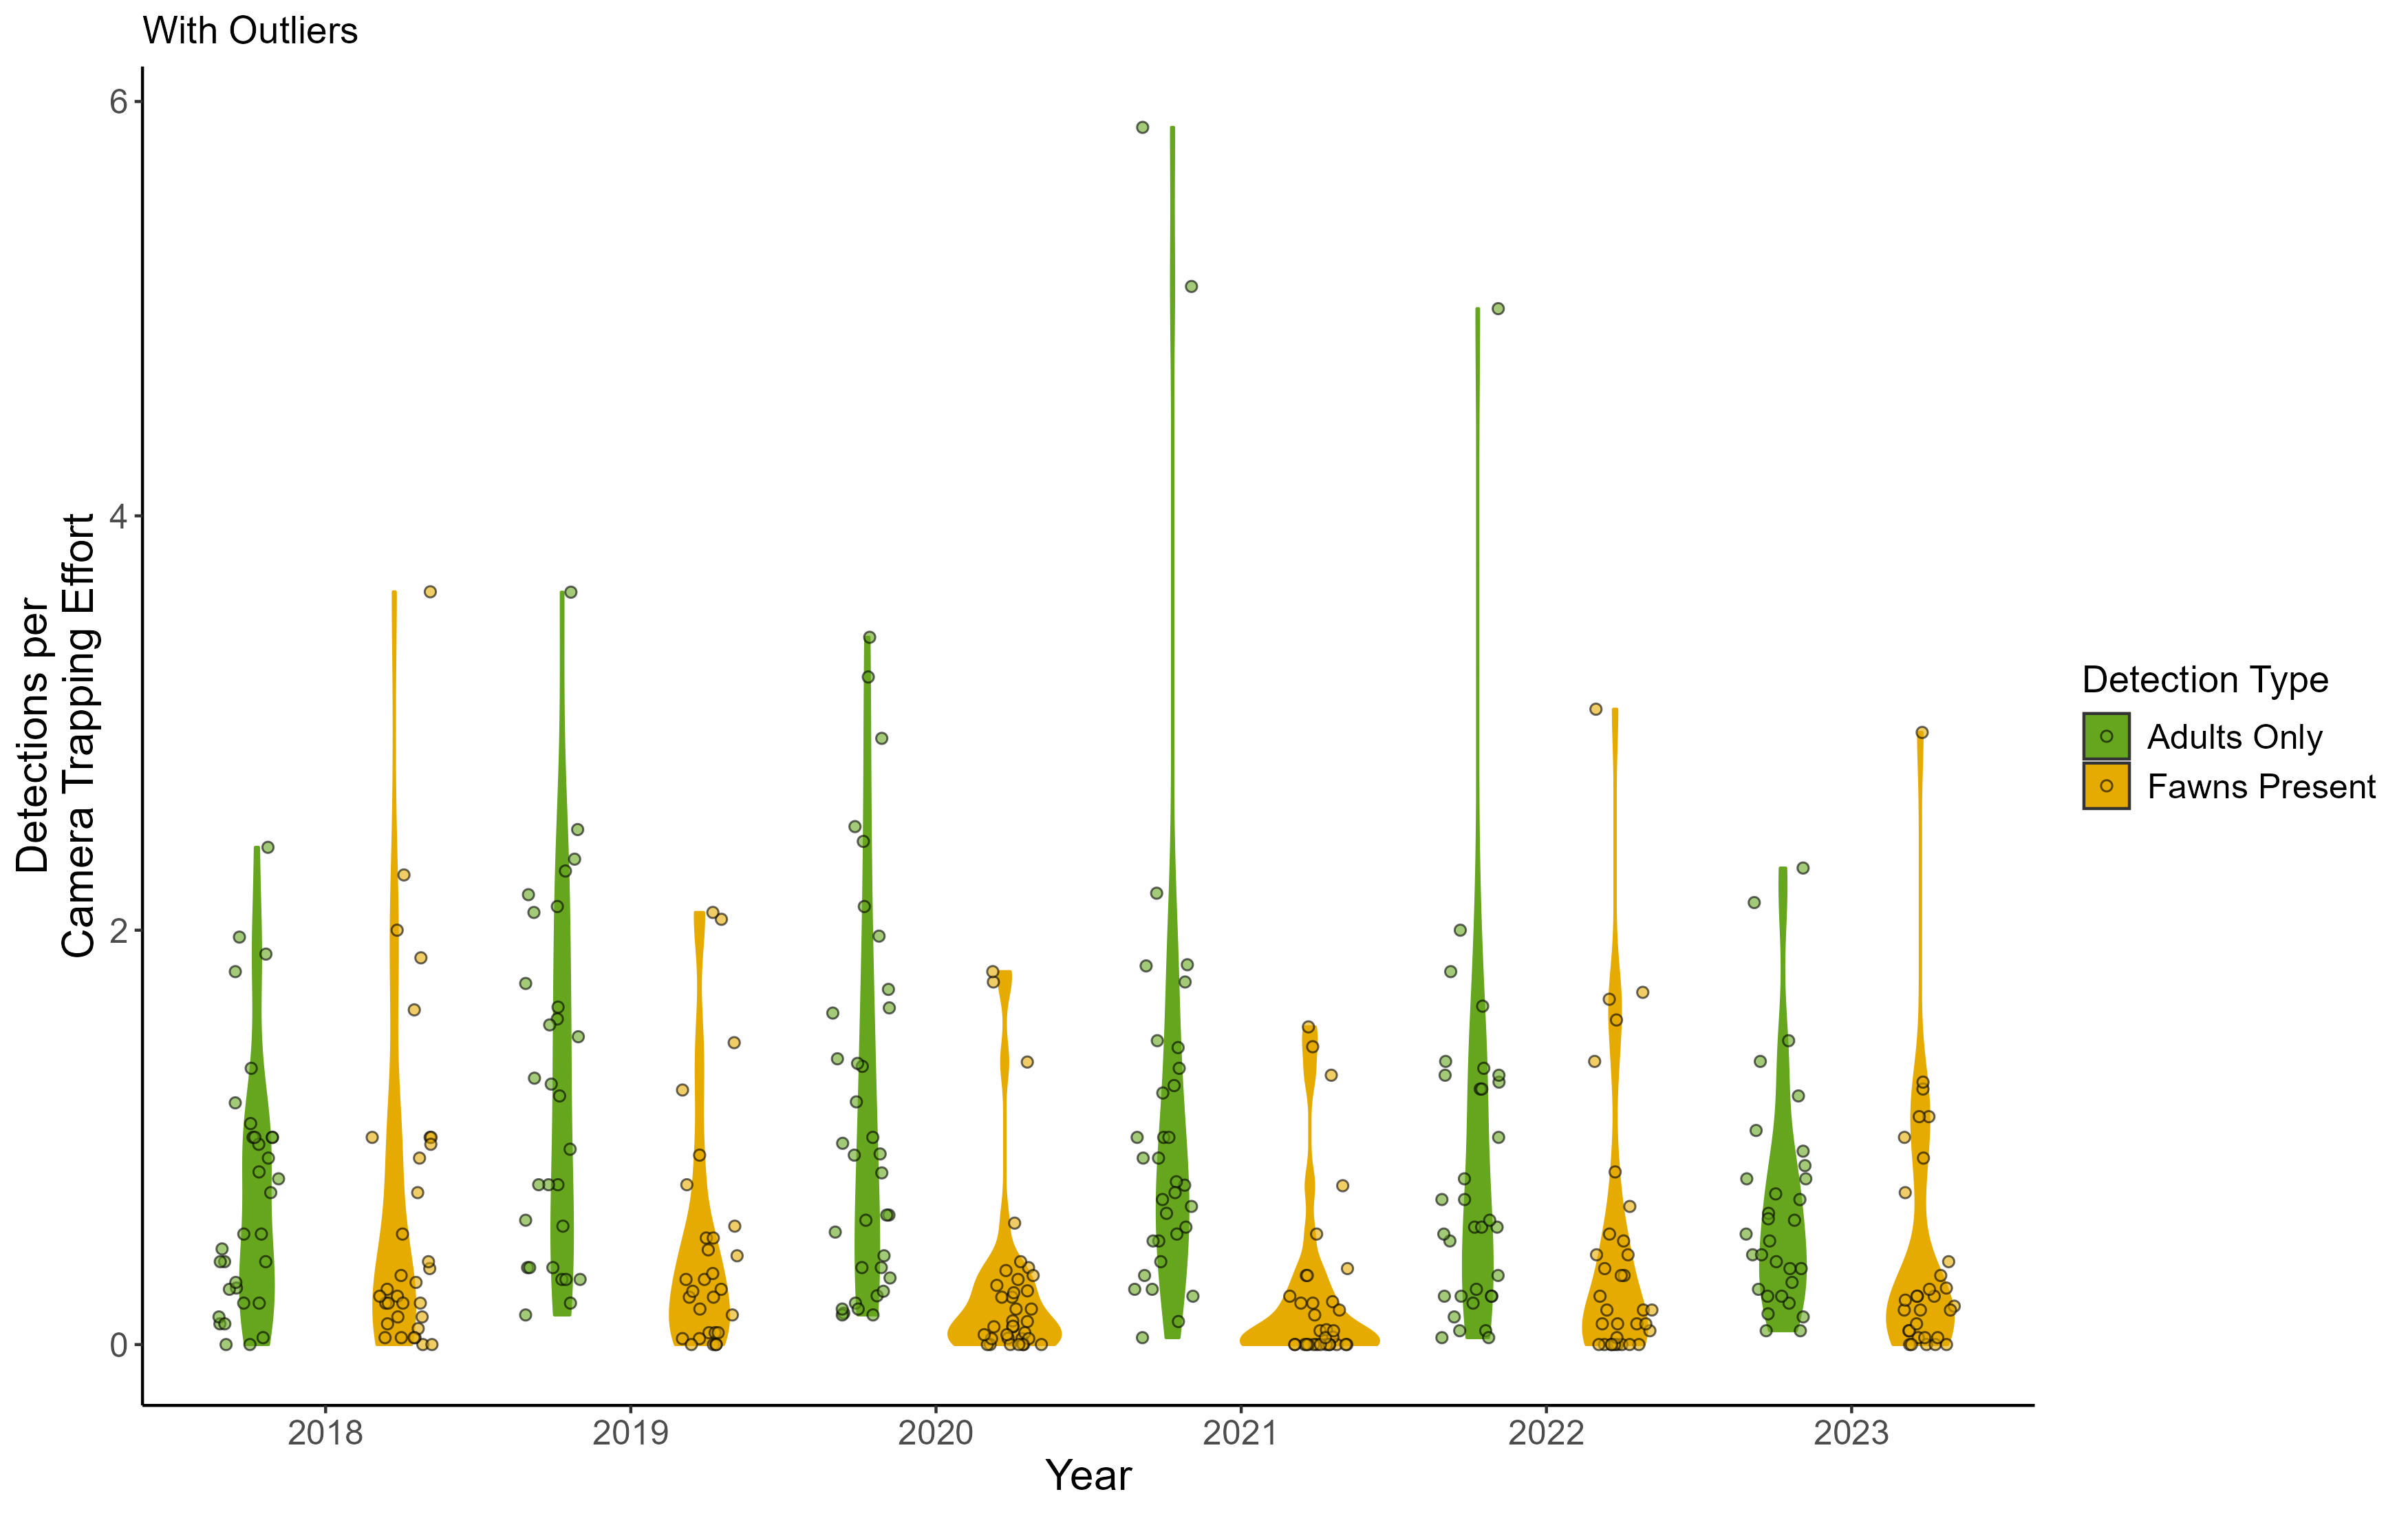 With Outliers
6
4
2
0
Detections per
Camera Trapping Effort
2018
2019
2020
2021
2022
2023
Year
Detection Type
Adults Only
Fawns Present